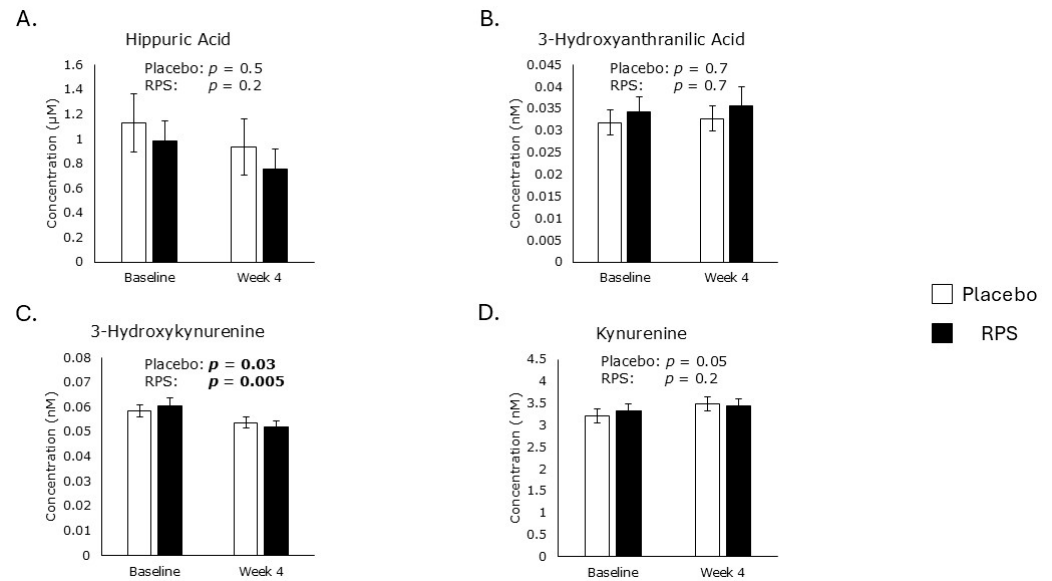 A.
Hippuric Acid
Placebo: p = 0.5
RPS: p = 0.2
Concentration (µM)
1.6
1.4
1.2
1
0.8
0.6
0.4
0.2
0
Baseline
Week 4
B.
3-Hydroxyanthranilic Acid
Placebo: p = 0.7
RPS: p = 0.7
Concentration (nM)
0.045
0.04
0.035
0.03
0.025
0.02
0.015
0.01
0.005
0
Baseline
Week 4
C.
3-Hydroxykynurenine
Placebo: p = 0.03
RPS: p = 0.005
Concentration (nM)
0.08
0.07
0.06
0.05
0.04
0.03
0.02
0.01
0
Baseline
Week 4
D.
Kynurenine
Placebo: p = 0.05
RPS: p = 0.2
Concentration (nM)
4.5
4
3.5
3
2.5
2
1.5
1
0.5
0
Baseline
Week 4
Placebo
RPS